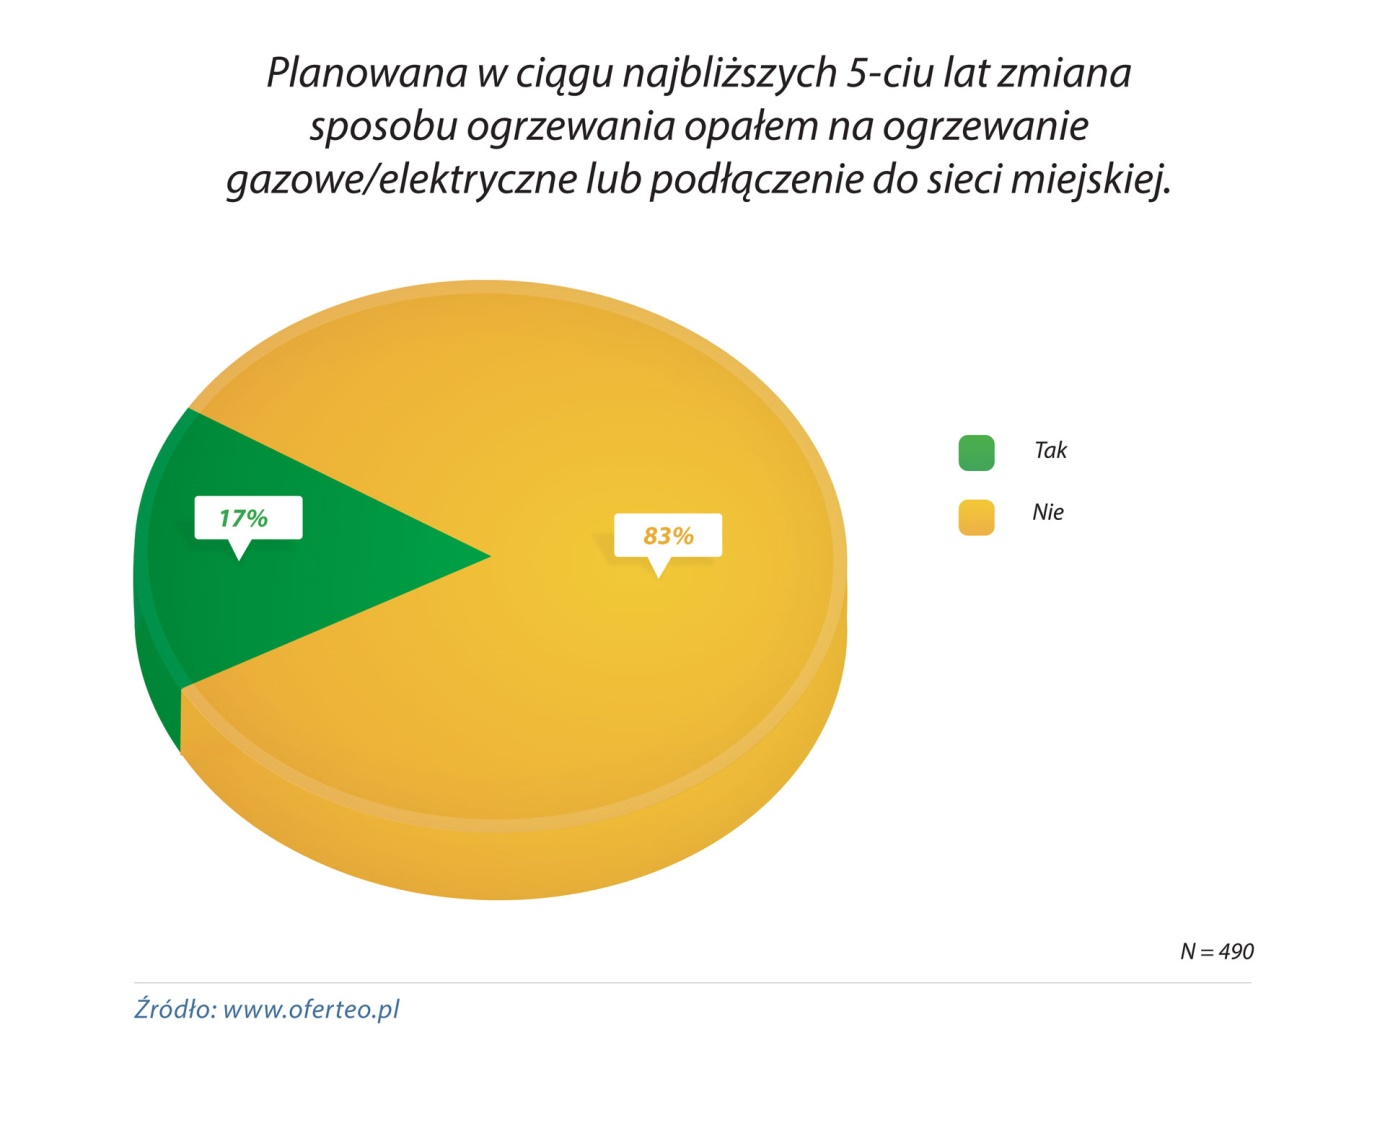 Planowana w ciągu najbliższych 5-ciu lat zmiana
sposobu ogrzewania opałem na ogrzewanie
gazowe/elektryczne lub podłączenie do sieci miejskiej.
17%
83%
Tak
Nie
N = 490
Źródło: www.oferteo.pl